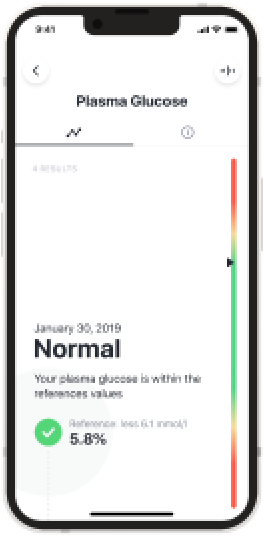 9:41
Plasma Glucose
4 RESULTS
January 30, 2019
Normal
Your plasma glucose is within the
references values
Reference: less 6.1 mmol/l
5.8%